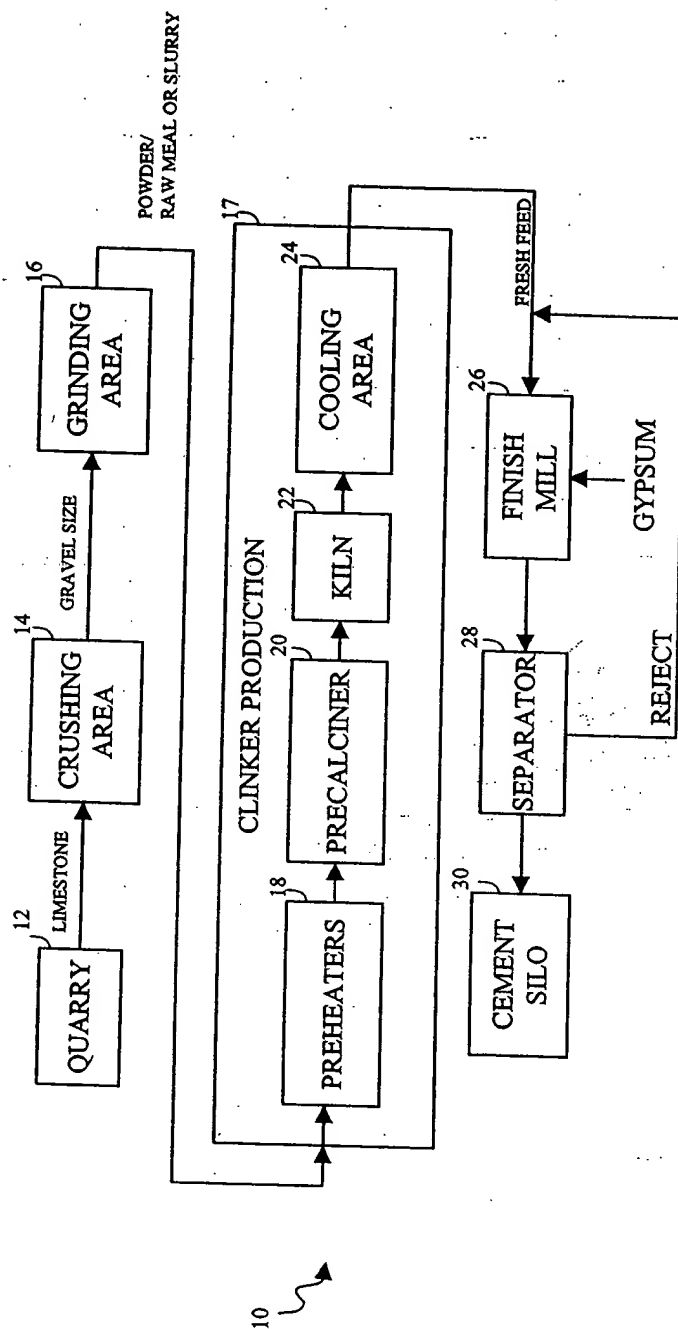 10
12
QUARRY
LIMESTONE
14
CRUSHING
AREA
GRAVEL SIZE
16
GRINDING
AREA
POWDER/
RAW MEAL OR SLURRY
17
CLINKER PRODUCTION
18
PREHEATERS
20
PRECALCINER
22
KILN
24
COOLING
AREA
FRESH FEED
26
FINISH
MILL
GYPSUM
28
SEPARATOR
REJECT
30
CEMENT
SILO